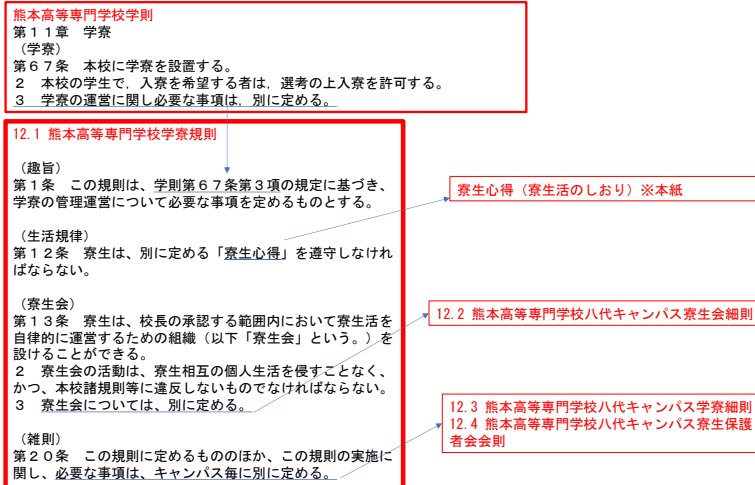 熊本高等専門学校学則
第11章　学寮
（学寮）
第67条　本校に学寮を設置する。
2　本校の学生で，入寮を希望する者は，選考の上入寮を許可する。
3　学寮の運営に関し必要な事項は，別に定める。
12.1 熊本高等専門学校学寮規則
（趣旨）
第1条　この規則は、学則第67条第3項の規定に基づき、
学寮の管理運営について必要な事項を定めるものとする。
（生活規律）
第12条　寮生は、別に定める「寮生心得」を遵守しなけれ
ばならない。
（寮生会）
第13条　寮生は、校長の承認する範囲内において寮生活を
自律的に運営するための組織（以下「寮生会」という。）を
設けることができる。
2　寮生会の活動は、寮生相互の個人生活を侵すことなく、
かつ、本校諸規則等に違反しないものでなければならない。
3　寮生会については、別に定める。
（雑則）
第20条　この規則に定めるもののほか、この規則の実施に
関し、必要な事項は、キャンパス毎に別に定める。
寮生心得（寮生活のしおり）※本紙
12.2 熊本高等専門学校八代キャンパス寮生会細則
12.3 熊本高等専門学校八代キャンパス学寮細則
12.4 熊本高等専門学校八代キャンパス寮生保護
者会会則